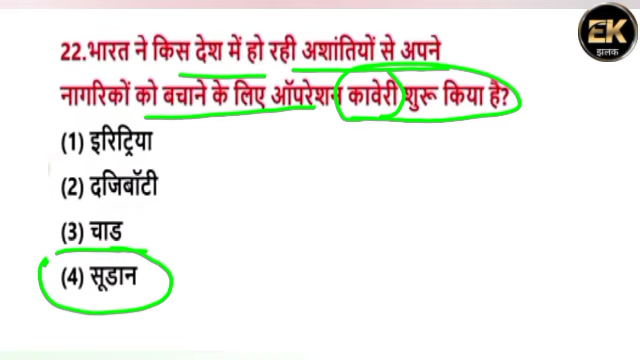 EK
झलक
22.भारत ने किस देश में हो रही अशांतियों से अपने
नागरिकों को बचाने के लिए ऑपरेशन कावेरी शुरू किया है?
(1) इरिट्रिया
(2) दजिबॉटी
(3) चाड
(4) सूडान